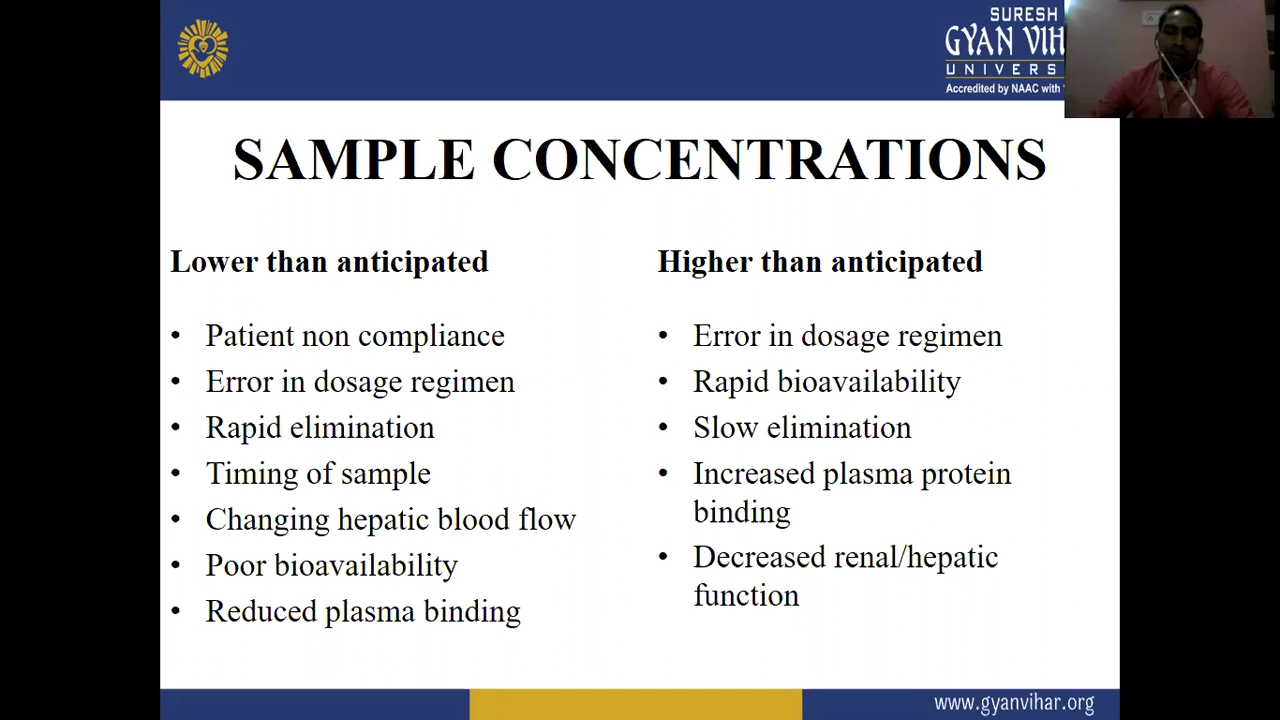 SURESH
GYAN VIH
UNIVERS
Accredited by NAAC with
SAMPLE CONCENTRATIONS
Lower than anticipated
• Patient non compliance
• Error in dosage regimen
• Rapid elimination
• Timing of sample
• Changing hepatic blood flow
• Poor bioavailability
• Reduced plasma binding
Higher than anticipated
• Error in dosage regimen
• Rapid bioavailability
• Slow elimination
• Increased plasma protein
binding
• Decreased renal/hepatic
function
www.gyanvihar.org